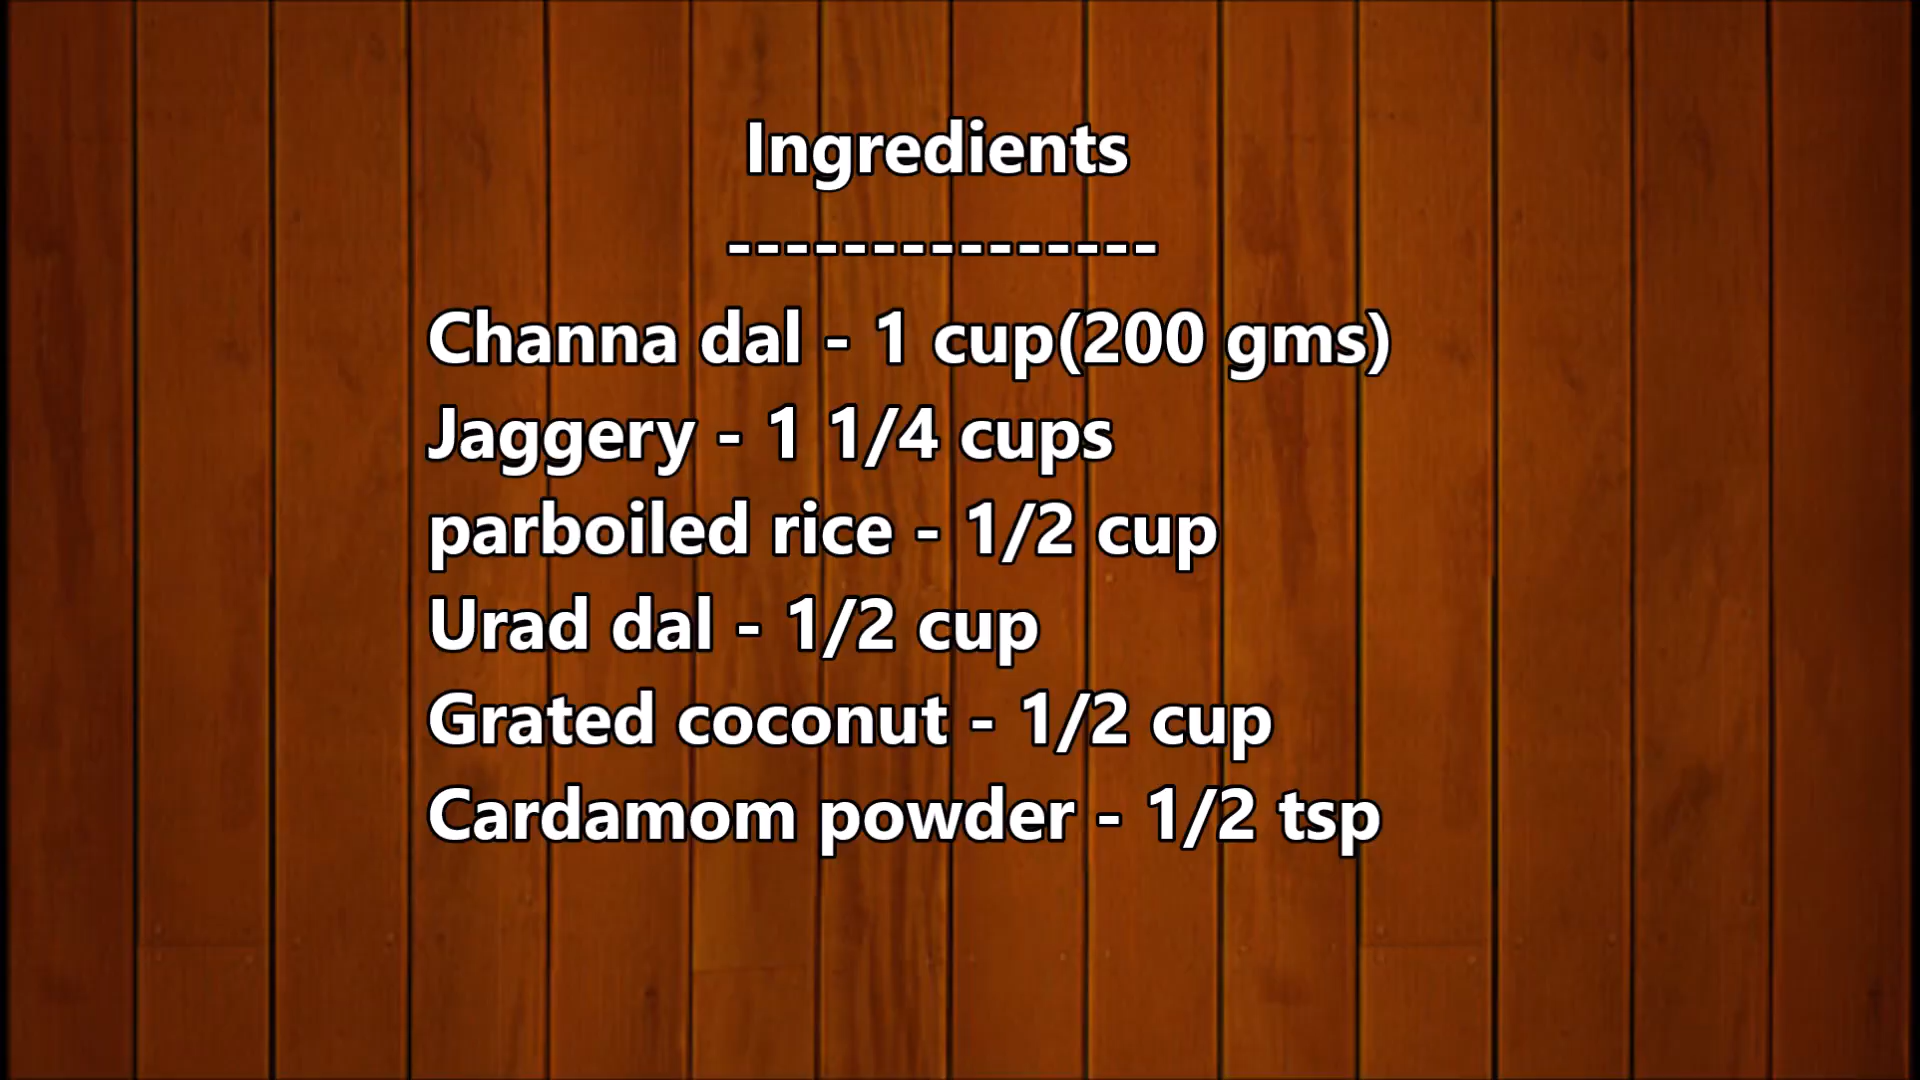 Ingredients
---------------
Channa dal - 1 cup(200 gms)
Jaggery - 1 1/4 cups
parboiled rice - 1/2 cup
Urad dal - 1/2 cup
Grated coconut - 1/2 cup
Cardamom powder - 1/2 tsp